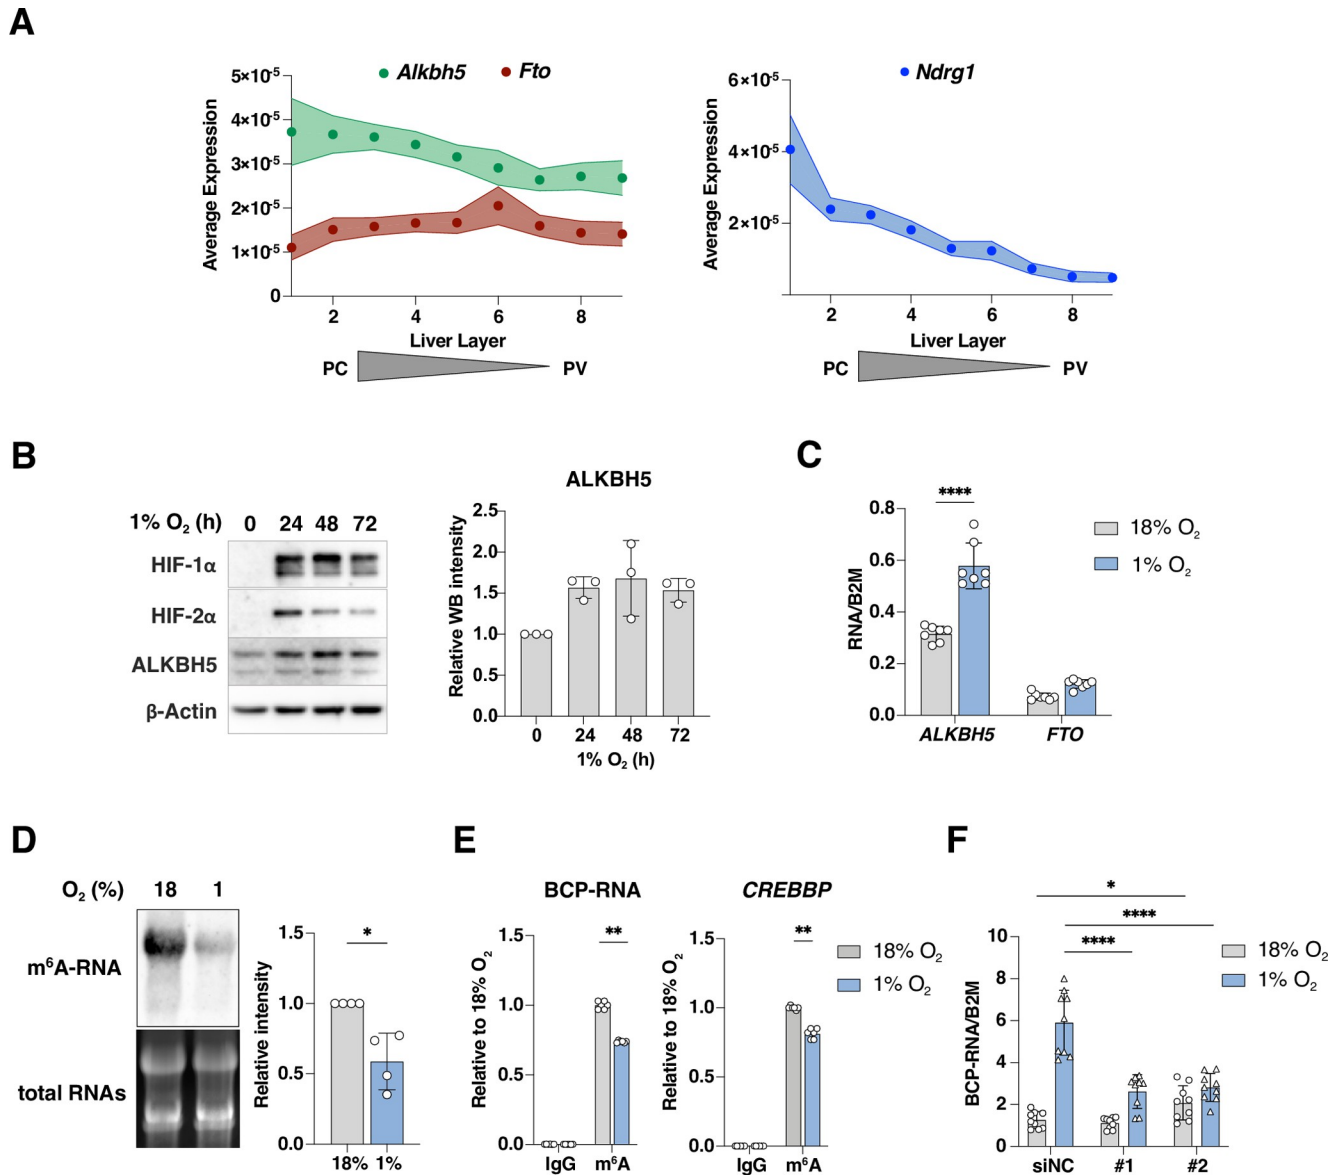 A
Alkbh5 Fto
Average Expression
5×10⁻⁵
4×10⁻⁵
3×10⁻⁵
2×10⁻⁵
1×10⁻⁵
0
2 4 6 8
Liver Layer
PC PV
Ndrg1
Average Expression
6×10⁻⁵
4×10⁻⁵
2×10⁻⁵
2 4 6 8
Liver Layer
PC PV
B
1% O₂ (h) 0 24 48 72
HIF-1α
HIF-2α
ALKBH5
β-Actin
ALKBH5
Relative WB intensity
2.5
2.0
1.5
1.0
0.5
0.0
0 24 48 72
1% O₂ (h)
C
RNA/B2M
0.8
0.6
0.4
0.2
0.0
****
18% O₂
1% O₂
ALKBH5 FTO
D
O₂ (%) 18 1
m⁶A-RNA
total RNAs
Relative intensity
1.5
1.0
0.5
0.0
*
18% 1%
E
BCP-RNA
Relative to 18% O₂
1.5
1.0
0.5
0.0
**
IgG m⁶A
CREBBP
Relative to 18% O₂
1.5
1.0
0.5
0.0
**
IgG m⁶A
18% O₂
1% O₂
F
BCP-RNA/B2M
10
8
6
4
2
0
*
****
****
18% O₂
1% O₂
siNC #1 #2